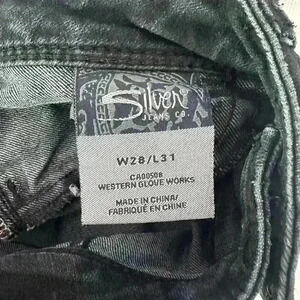 Silver
JEANS CO.
W28/L31
CA00508
WESTERN GLOVE WORKS
MADE IN CHINA/
FABRIQUÉ EN CHINE